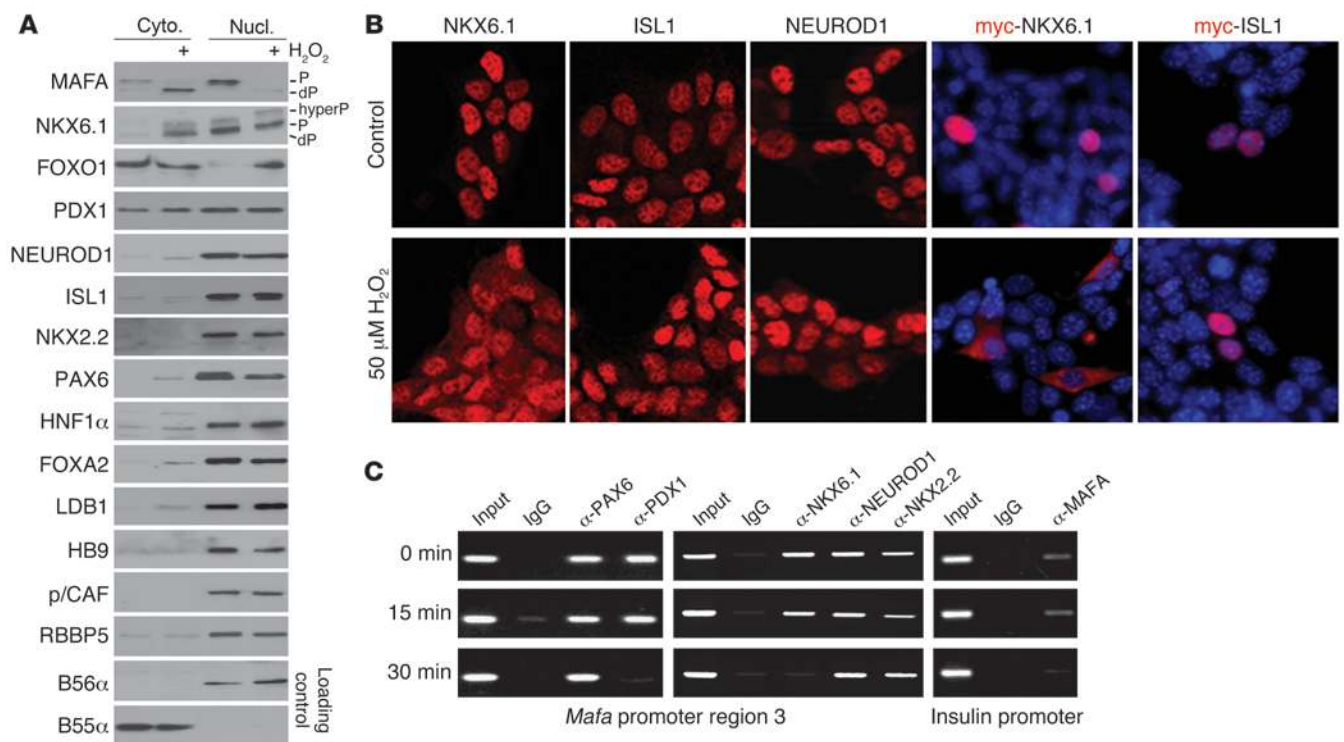 A
Cyto. Nucl.
+ + H2O2
MAFA
P
dP
NKX6.1
hyperP
P
dP
FOXO1
PDX1
NEUROD1
ISL1
NKX2.2
PAX6
HNF1α
FOXA2
LDB1
HB9
p/CAF
RBBP5
B56α
B55α
Loading
control
B
NKX6.1 ISL1 NEUROD1 myc-NKX6.1 myc-ISL1
Control
50 μM H2O2
C
Input IgG α-PAX6 α-PDX1 Input IgG α-NKX6.1 α-NEUROD1 α-NKX2.2 Input IgG α-MAFA
0 min
15 min
30 min
Mafa promoter region 3 Insulin promoter